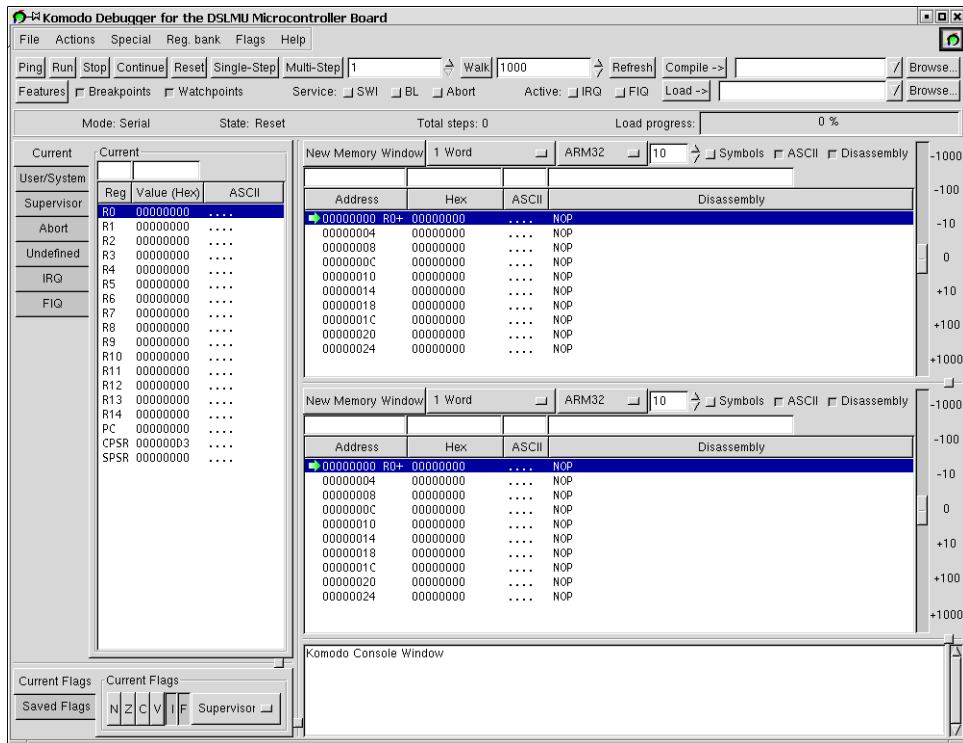 Komodo Debugger for the DSLMU Microcontroller Board
File Actions Special Reg. bank Flags Help
Ping Run Stop Continue Reset Single-Step Multi-Step 1 Walk 1000 Refresh Compile -> / Browse...
Features Breakpoints Watchpoints Service: SWI BL Abort Active: IRQ FIQ Load -> / Browse...
Mode: Serial State: Reset Total steps: 0 Load progress: 0 %
Current
User/System
Supervisor
Abort
Undefined
IRQ
FIQ
Current
Reg Value (Hex) ASCII
R0 00000000 ....
R1 00000000 ....
R2 00000000 ....
R3 00000000 ....
R4 00000000 ....
R5 00000000 ....
R6 00000000 ....
R7 00000000 ....
R8 00000000 ....
R9 00000000 ....
R10 00000000 ....
R11 00000000 ....
R12 00000000 ....
R13 00000000 ....
R14 00000000 ....
PC 00000000 ....
CPSR 000000D3 ....
SPSR 00000000 ....
New Memory Window 1 Word ARM32 10 Symbols ASCII Disassembly
Address Hex ASCII Disassembly
00000000 R0+ 00000000 .... NOP
00000004 00000000 .... NOP
00000008 00000000 .... NOP
0000000C 00000000 .... NOP
00000010 00000000 .... NOP
00000014 00000000 .... NOP
00000018 00000000 .... NOP
0000001C 00000000 .... NOP
00000020 00000000 .... NOP
00000024 00000000 .... NOP
-1000
-100
-10
0
+10
+100
+1000
New Memory Window 1 Word ARM32 10 Symbols ASCII Disassembly
Address Hex ASCII Disassembly
00000000 R0+ 00000000 .... NOP
00000004 00000000 .... NOP
00000008 00000000 .... NOP
0000000C 00000000 .... NOP
00000010 00000000 .... NOP
00000014 00000000 .... NOP
00000018 00000000 .... NOP
0000001C 00000000 .... NOP
00000020 00000000 .... NOP
00000024 00000000 .... NOP
-1000
-100
-10
0
+10
+100
+1000
Komodo Console Window
Current Flags
Saved Flags
Current Flags
N Z C V I F Supervisor